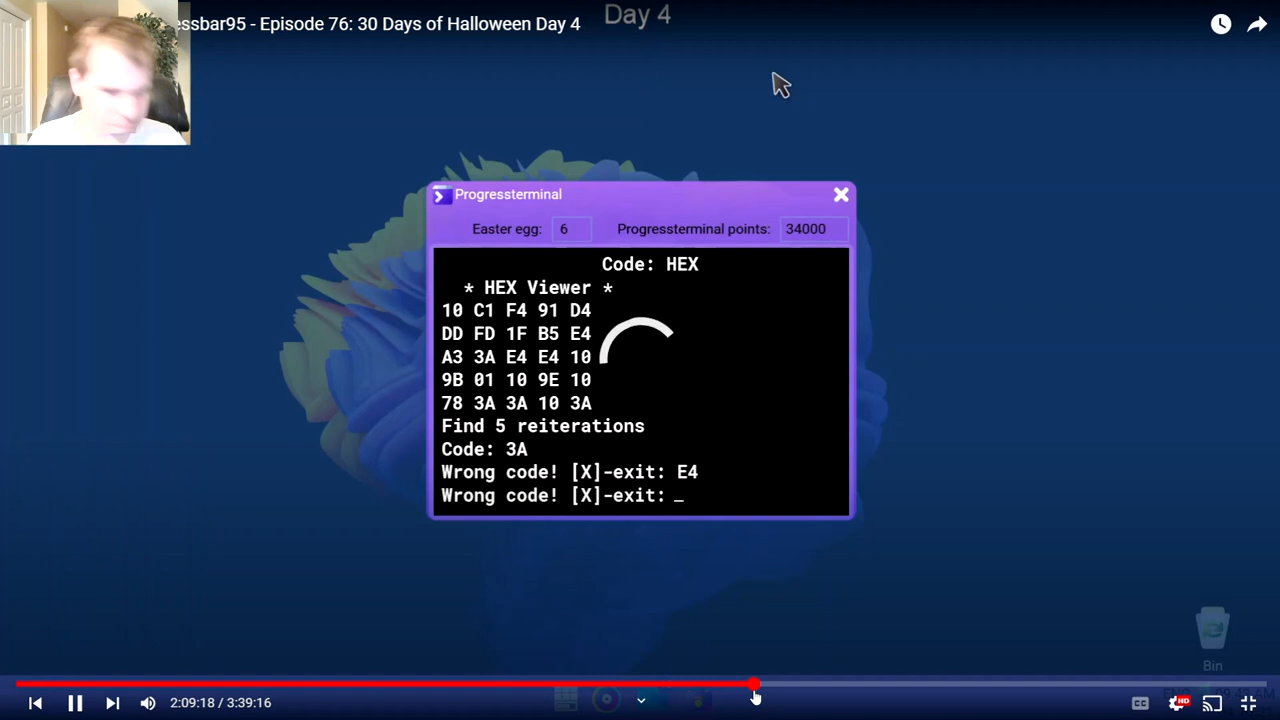 essbar95 - Episode 76: 30 Days of Halloween Day 4
Day 4
Progressterminal
Easter egg: 6 Progressterminal points: 34000
Code: HEX
* HEX Viewer *
10 C1 F4 91 D4
DD FD 1F B5 E4
A3 3A E4 E4 10
9B 01 10 9E 10
78 3A 3A 10 3A
Find 5 reiterations
Code: 3A
Wrong code! [X]-exit: E4
Wrong code! [X]-exit: _
Bin
2:09:18 / 3:39:16
CC
HD